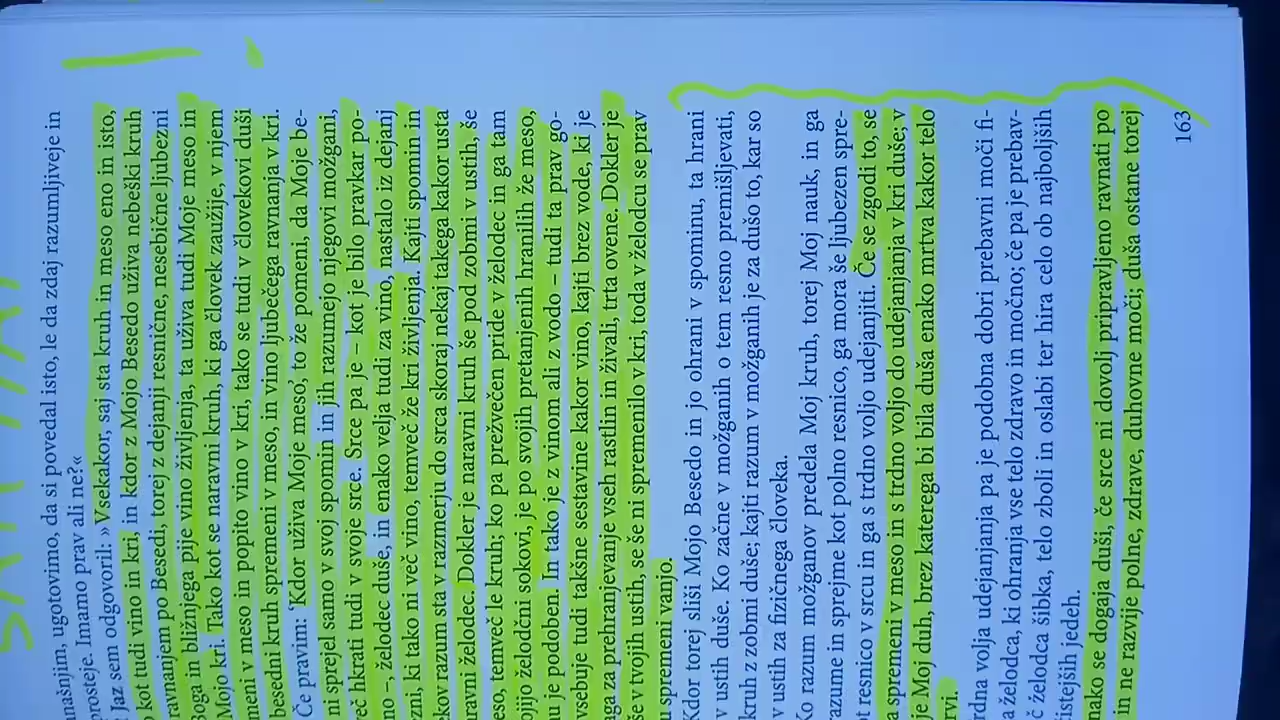 našnjim, ugotovimo, da si povedal isto, le da zdaj razumljiveje in
prosteje. Imamo prav ali ne?«
Jaz sem odgovoril: » Vsekakor, saj sta kruh in meso eno in isto,
kot tudi vino in kri, in kdor z Mojo Besedo uživa nebeški kruh
ravnanjem po Besedi, torej z dejanji resnične, nesebične ljubezni
Boga in bližnjega pije vino življenja, ta uživa tudi Moje meso in
Mojo kri. Tako kot se naravni kruh, ki ga človek zaužije, v njem
meni v meso in popito vino v kri, tako se tudi v človekovi duši
besedni kruh spremeni v meso, in vino ljubečega ravnanja v kri.
Če pravim: 'Kdor uživa Moje meso', to že pomeni, da Moje be-
ni sprejel samo v svoj spomin in jih razumejo njegovi možgani,
več hkrati tudi v svoje srce. Srce pa je – kot je bilo pravkar po-
no –, želodec duše, in enako velja tudi za vino, nastalo iz dejanj
zni, ki tako ni več vino, temveč že kri življenja. Kajti spomin in
kov razum sta v razmerju do srca skoraj nekaj takega kakor usta
aravni želodec. Dokler je naravni kruh še pod zobmi v ustih, še
eso, temveč le kruh; ko pa prežvečen pride v želodec in ga tam
ojijo želodčni sokovi, je po svojih pretanjenih hranilih že meso,
u je podoben. In tako je z vinom ali z vodo – tudi ta prav go-
vsebuje tudi takšne sestavine kakor vino, kajti brez vode, ki je
ga za prehranjevanje vseh rastlin in živali, trta ovene. Dokler je
še v tvojih ustih, se še ni spremenilo v kri, toda v želodcu se prav
u spremeni vanjo.
Kdor torej sliši Mojo Besedo in jo ohrani v spominu, ta hrani
v ustih duše. Ko začne v možganih o tem resno premišljevati,
kruh z zobmi duše; kajti razum v možganih je za dušo to, kar so
v ustih za fizičnega človeka.
Ko razum možganov predela Moj kruh, torej Moj nauk, in ga
razume in sprejme kot polno resnico, ga mora še ljubezen spre-
t resnico v srcu in ga s trdno voljo udejanjiti. Če se zgodi to, se
a spremeni v meso in s trdno voljo do udejanjanja v kri duše; v
je Moj duh, brez katerega bi bila duša enako mrtva kakor telo
rvi.
rdna volja udejanjanja pa je podobna dobri prebavni moči fi-
a želodca, ki ohranja vse telo zdravo in močno; če pa je prebav-
č želodca šibka, telo zboli in oslabi ter hira celo ob najboljših
čistejših jedeh.
nako se dogaja duši, če srce ni dovolj pripravljeno ravnati po
in ne razvije polne, zdrave, duhovne moči; duša ostane torej
163